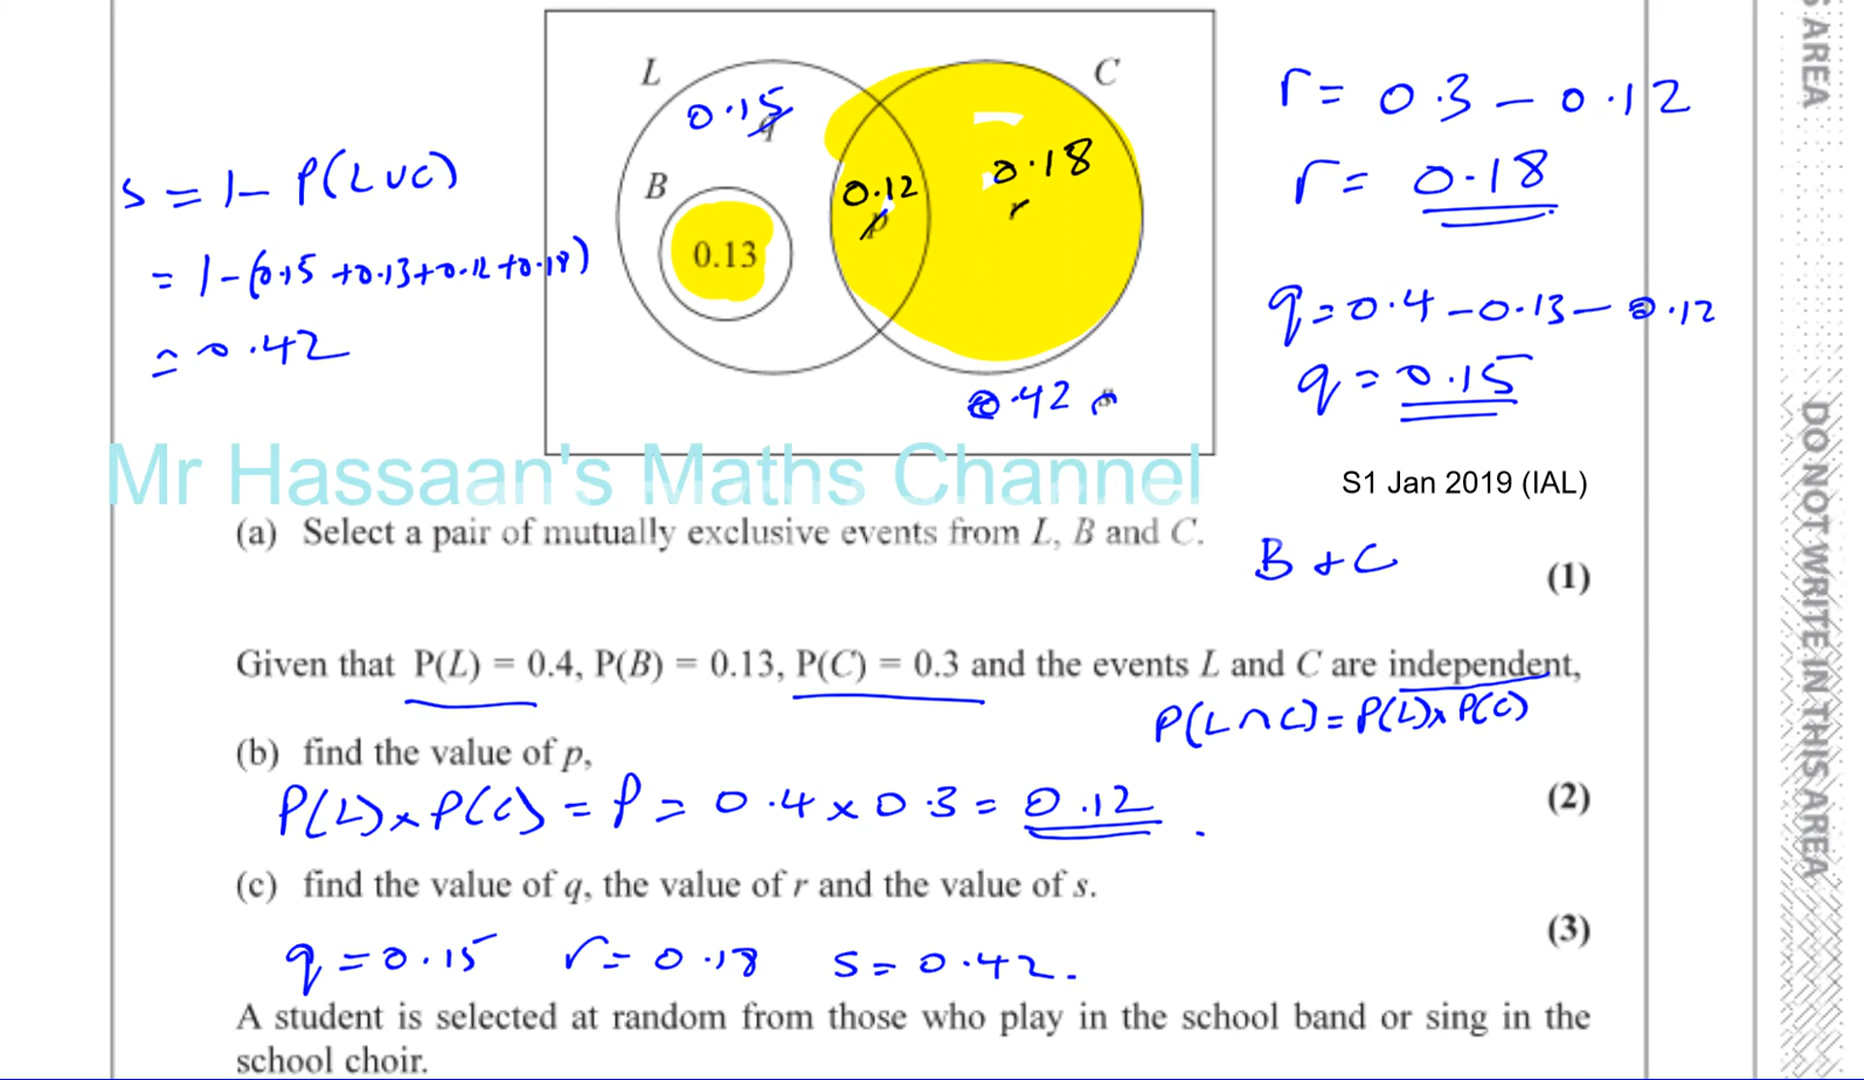 L
C
0.15
q
B
0.12
p
0.18
r
0.13
0.42 s
r = 0.3 - 0.12
r = 0.18
q = 0.4 - 0.13 - 0.12
q = 0.15
s = 1 - P(L∪C)
= 1 - (0.15 + 0.13 + 0.12 + 0.18)
= 0.42
Mr Hassaan's Maths Channel
S1 Jan 2019 (IAL)
(a) Select a pair of mutually exclusive events from L, B and C.
B + C
(1)
Given that P(L) = 0.4, P(B) = 0.13, P(C) = 0.3 and the events L and C are independent,
P(L∩C) = P(L) x P(C)
(b) find the value of p,
P(L) x P(C) = P = 0.4 x 0.3 = 0.12.
(2)
(c) find the value of q, the value of r and the value of s.
(3)
q = 0.15 r = 0.18 s = 0.42.
A student is selected at random from those who play in the school band or sing in the
school choir.
S AREA
DO NOT WRITE IN THIS AREA